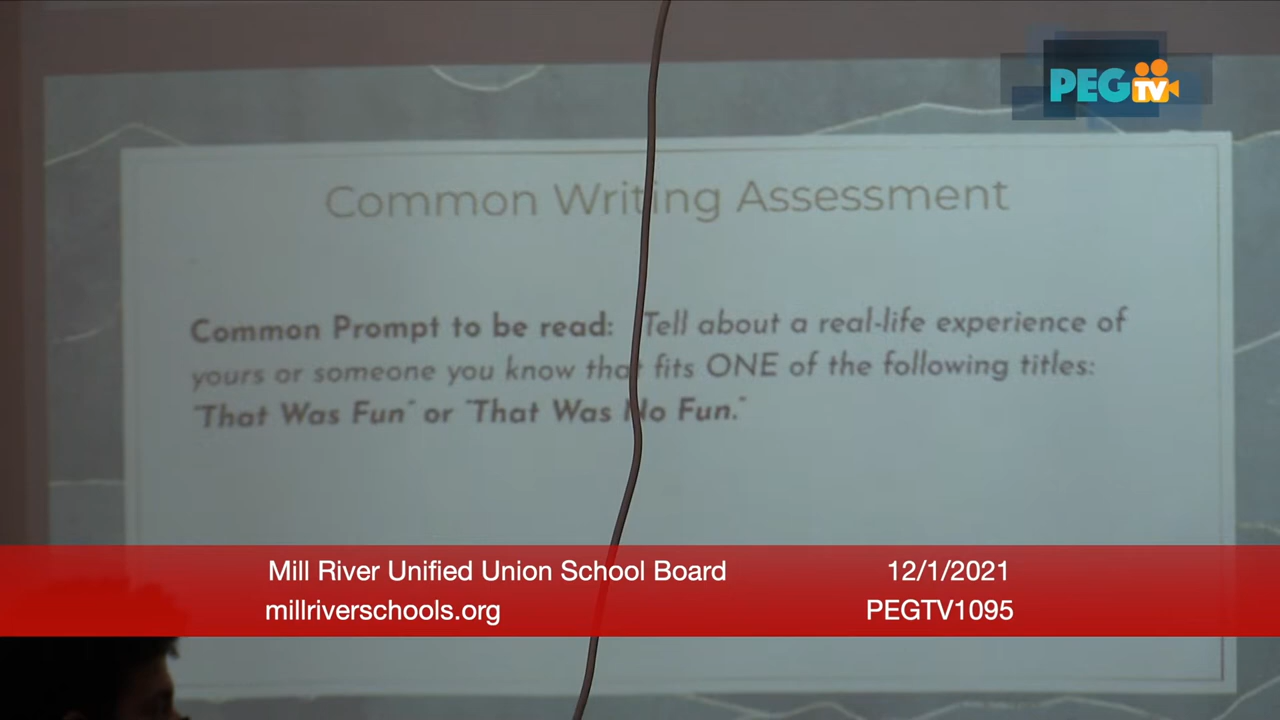 PEGTV
Common Writing Assessment
Common Prompt to be read: Tell about a real-life experience of
yours or someone you know that fits ONE of the following titles:
"That Was Fun" or "That Was No Fun."
Mill River Unified Union School Board 12/1/2021
millriverschools.org PEGTV1095